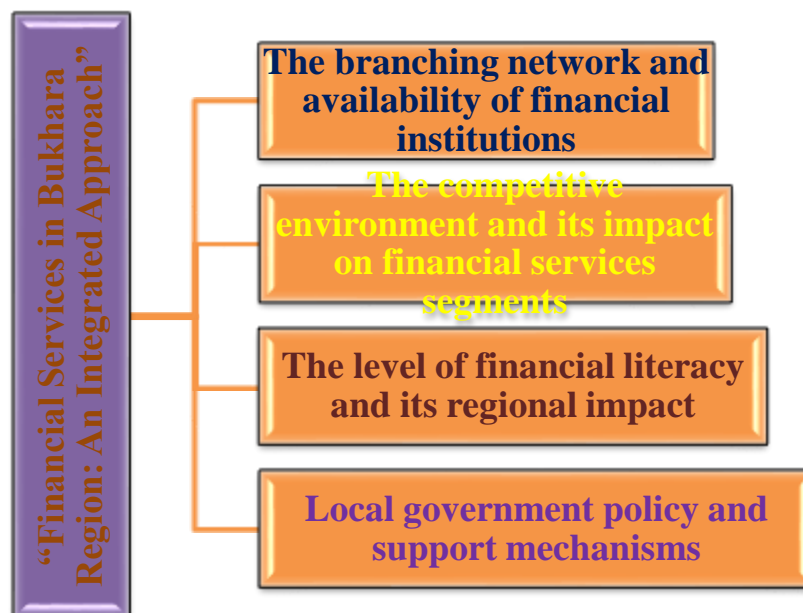 “Financial Services in Bukhara
Region: An Integrated Approach”
The branching network and
availability of financial
institutions
The competitive
environment and its impact
on financial services
segments
The level of financial literacy
and its regional impact
Local government policy and
support mechanisms